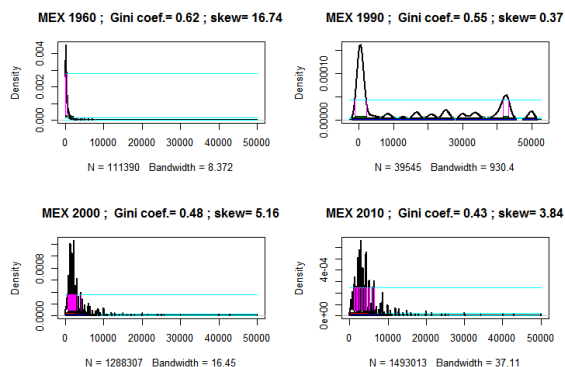 MEX 1960 ;  Gini coef.= 0.62 ; skew= 16.74
Density
0.000 0.002 0.004
0 10000 20000 30000 40000 50000
N = 111390   Bandwidth = 8.372
MEX 1990 ;  Gini coef.= 0.55 ; skew= 0.37
Density
0.00000 0.00010
0 10000 20000 30000 50000
N = 39545   Bandwidth = 930.4
MEX 2000 ;  Gini coef.= 0.48 ; skew= 5.16
Density
0.0000 0.0008
0 10000 20000 30000 40000 50000
N = 1288307   Bandwidth = 16.45
MEX 2010 ;  Gini coef.= 0.43 ; skew= 3.84
Density
0e+00 4e-04
0 10000 20000 30000 40000 50000
N = 1493013   Bandwidth = 37.11